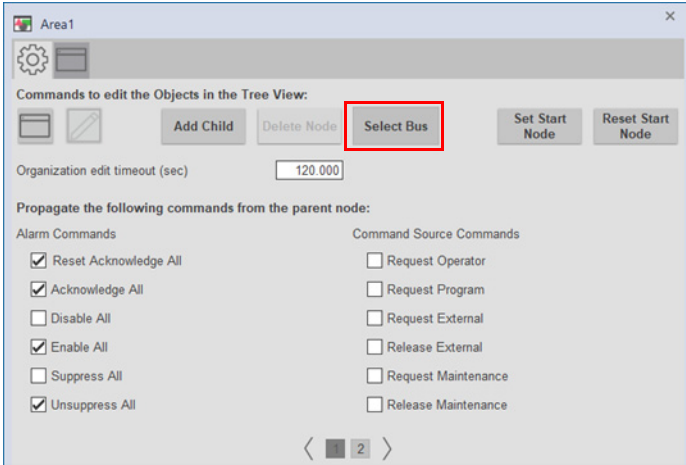 Area1
Commands to edit the Objects in the Tree View:
Add Child
Delete Node
Select Bus
Set Start
Node
Reset Start
Node
Organization edit timeout (sec)
120.000
Propagate the following commands from the parent node:
Alarm Commands
Command Source Commands
Reset Acknowledge All
Request Operator
Acknowledge All
Request Program
Disable All
Request External
Enable All
Release External
Suppress All
Request Maintenance
Unsuppress All
Release Maintenance
1 2